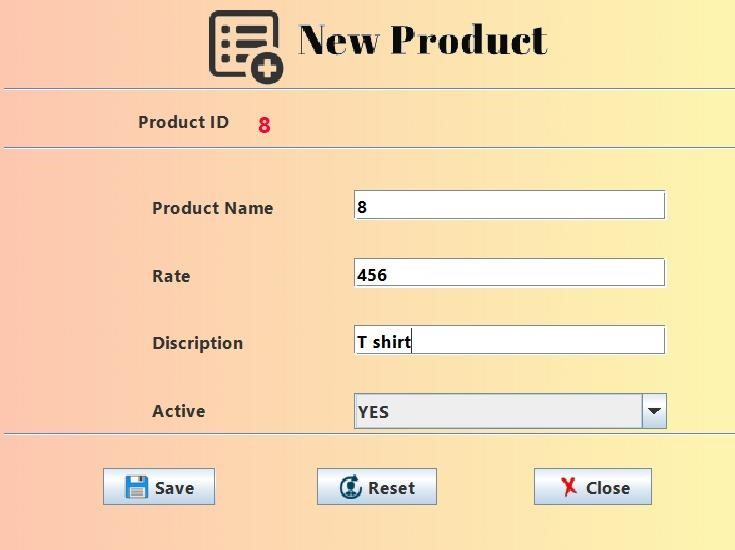 New Product
Product ID 8
Product Name 8
Rate 456
Discription T shirt
Active YES
Save Reset Close